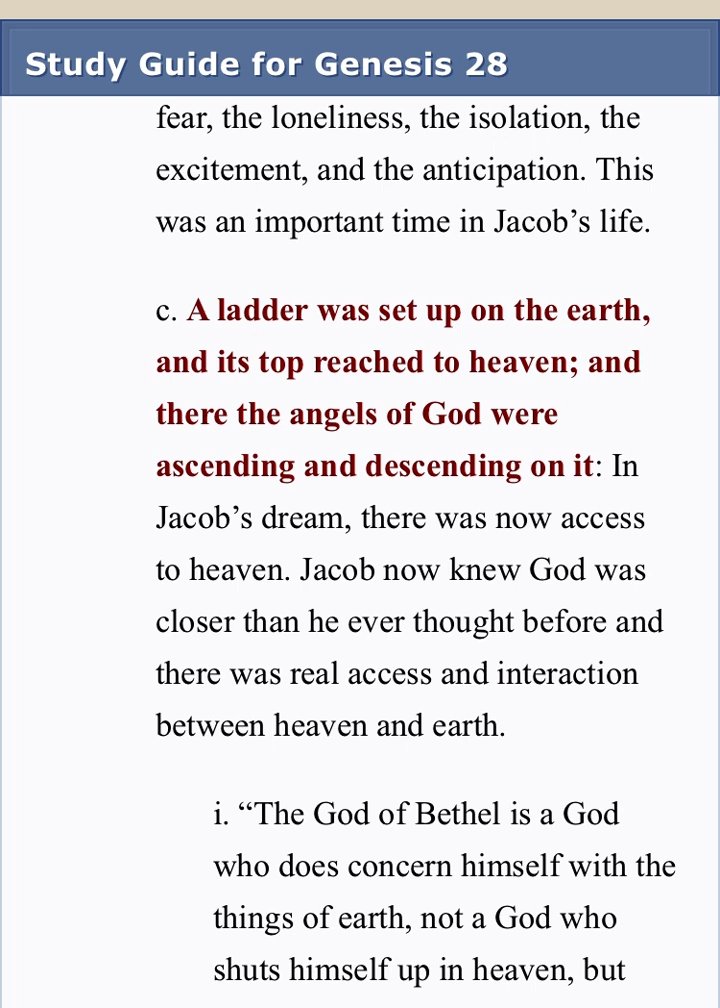 Study Guide for Genesis 28
fear, the loneliness, the isolation, the
excitement, and the anticipation. This
was an important time in Jacob’s life.
c. A ladder was set up on the earth,
and its top reached to heaven; and
there the angels of God were
ascending and descending on it: In
Jacob’s dream, there was now access
to heaven. Jacob now knew God was
closer than he ever thought before and
there was real access and interaction
between heaven and earth.
i. “The God of Bethel is a God
who does concern himself with the
things of earth, not a God who
shuts himself up in heaven, but